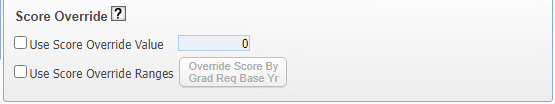 Score Override ?
Use Score Override Value 0
Use Score Override Ranges Override Score By
Grad Req Base Yr